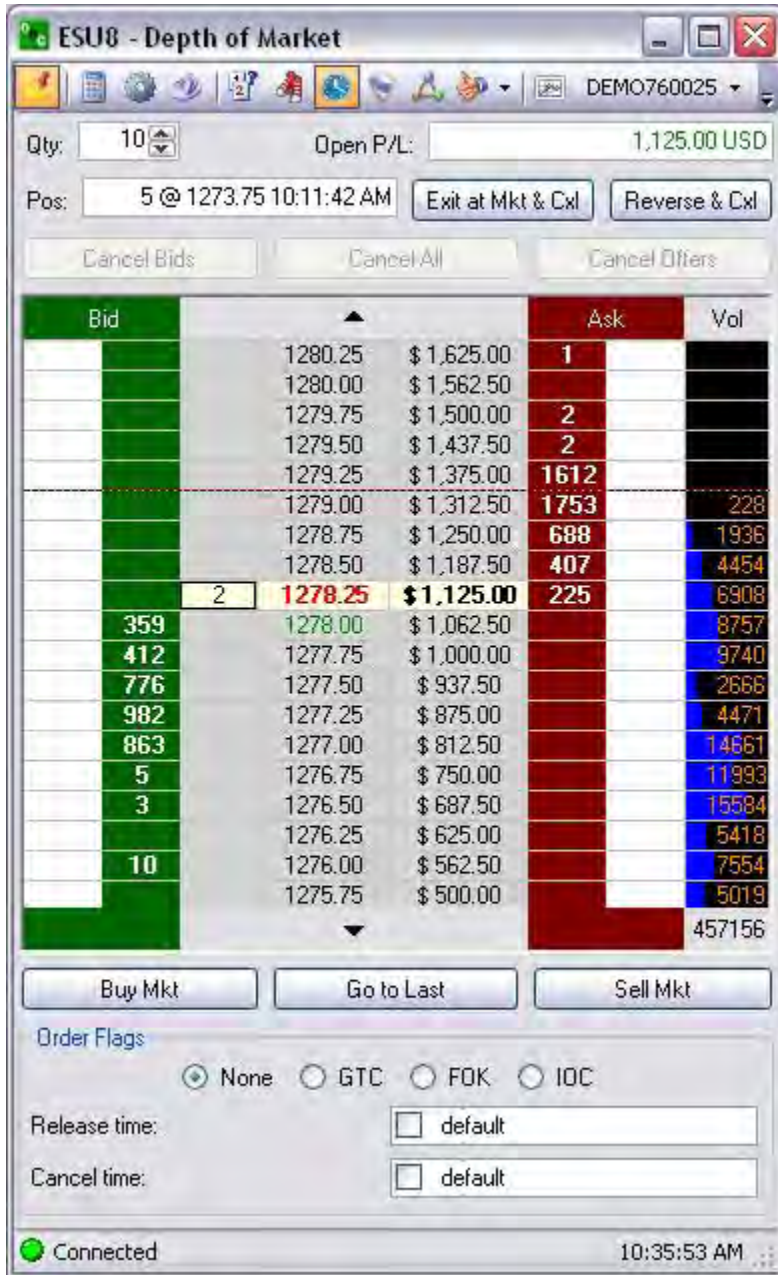 ESU8 - Depth of Market
DEMO760025
Qty: 10 Open P/L: 1,125.00 USD
Pos: 5 @ 1273.75 10:11:42 AM Exit at Mkt & Cxl Reverse & Cxl
Cancel Bids Cancel All Cancel Offers
Bid Ask Vol
1280.25 $ 1,625.00 1
1280.00 $ 1,562.50
1279.75 $ 1,500.00 2
1279.50 $ 1,437.50 2
1279.25 $ 1,375.00 1612
1279.00 $ 1,312.50 1753 228
1278.75 $ 1,250.00 688 1936
1278.50 $ 1,187.50 407 4454
2 1278.25 $ 1,125.00 225 6908
359 1278.00 $ 1,062.50 8757
412 1277.75 $ 1,000.00 9740
776 1277.50 $ 937.50 2666
982 1277.25 $ 875.00 4471
863 1277.00 $ 812.50 14661
5 1276.75 $ 750.00 11993
3 1276.50 $ 687.50 15584
1276.25 $ 625.00 5418
10 1276.00 $ 562.50 7554
1275.75 $ 500.00 5019
457156
Buy Mkt Go to Last Sell Mkt
Order Flags
None GTC FOK IOC
Release time: default
Cancel time: default
Connected 10:35:53 AM